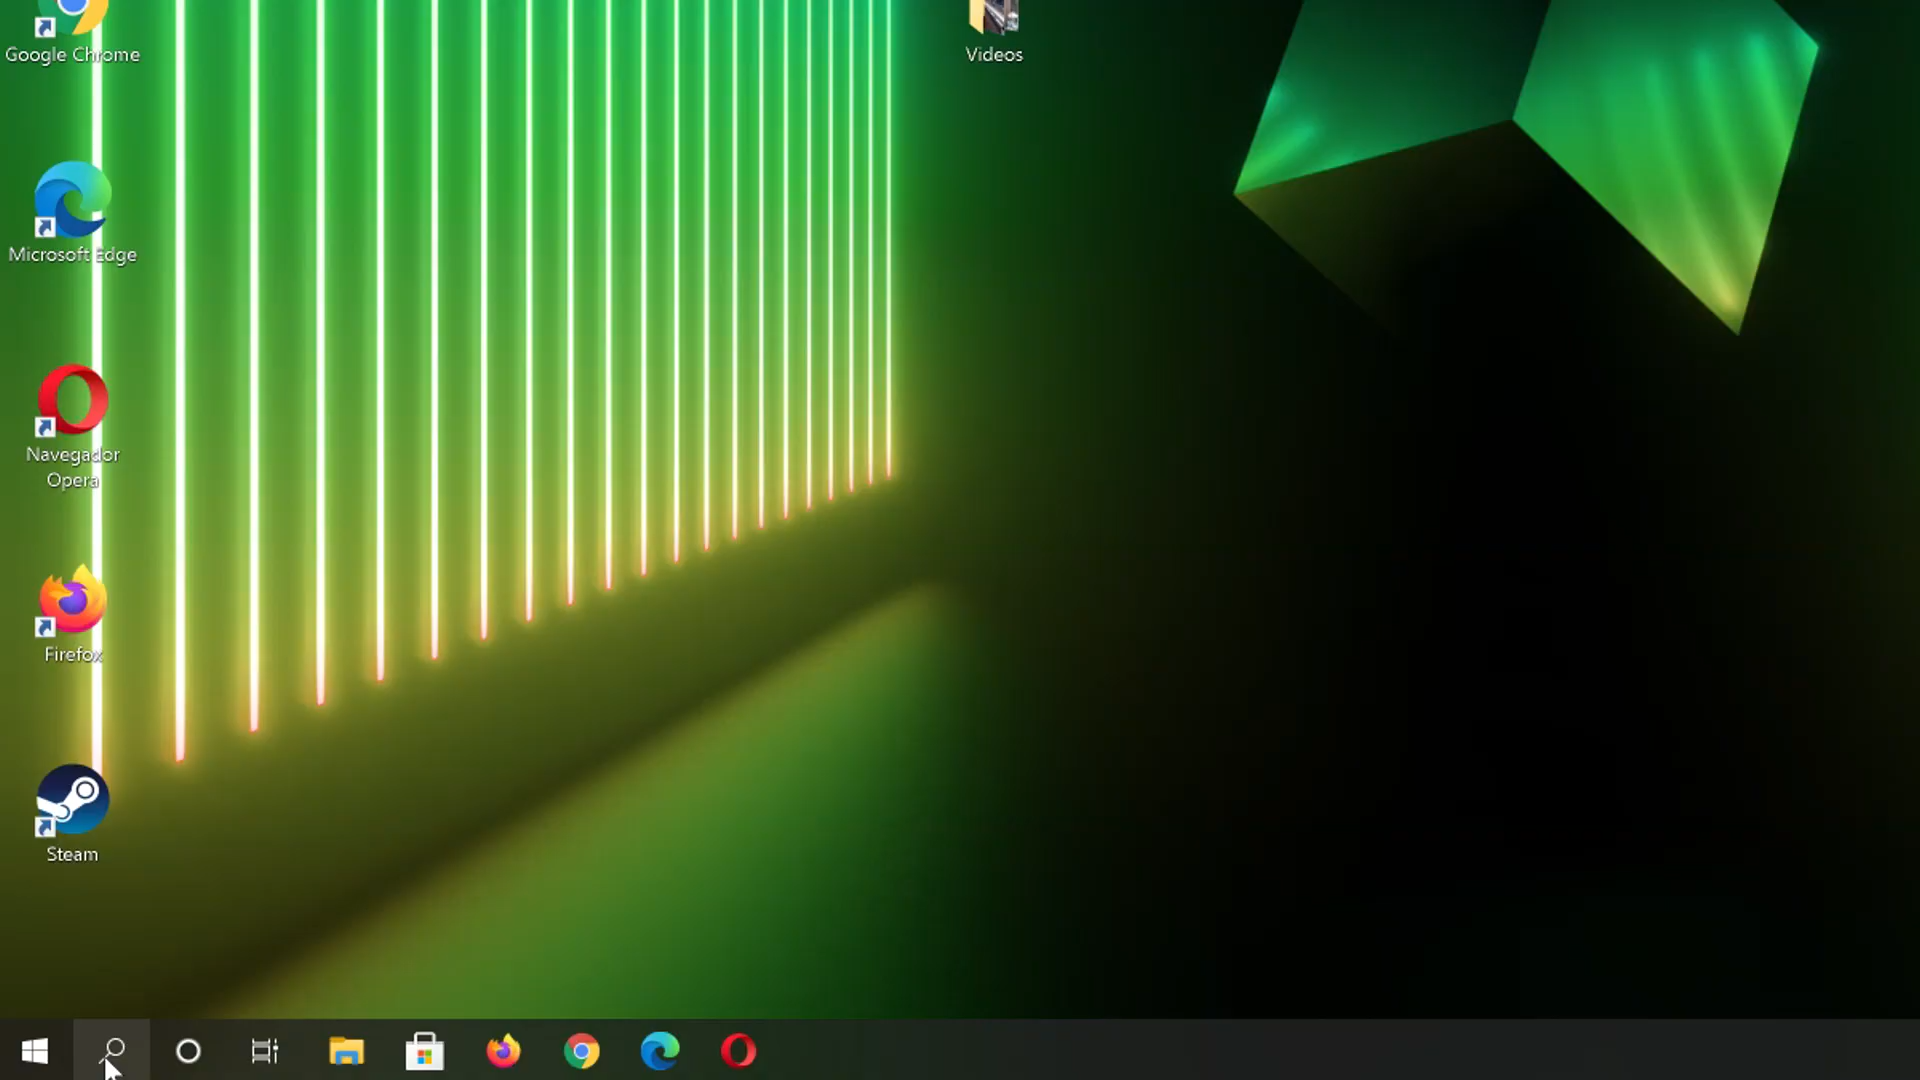 Google Chrome
Videos
Microsoft Edge
Navegador
Opera
Firefox
Steam